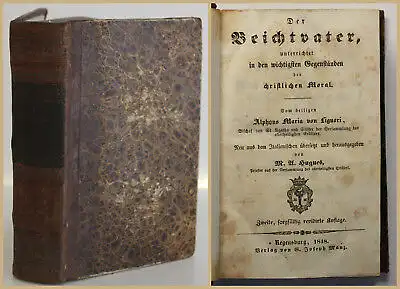 Der
Beichtvater,
unterrichtet
in den wichtigsten Gegenständen
der
christlichen Moral.
Vom heiligen
Alphons Maria von Liguori,
Bischof von St. Agatha und Stifter der Versammlung des
allerheiligsten Erlösers.
Neu aus dem Italienischen übersetzt und herausgegeben
von
M. A. Hugues,
Priester aus der Versammlung des allerheiligsten Erlösers.
Zweite, sorgfältig revidirte Auflage.
Regensburg, 1848.
Verlag von G. Joseph Manz.